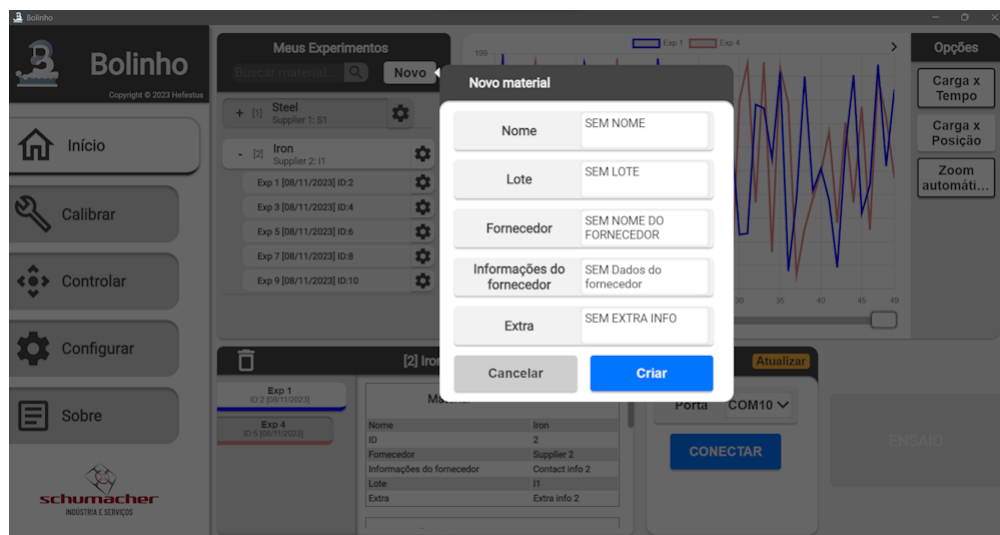 Bolinho
Bolinho
Copyright © 2023 Hefestus
Início
Calibrar
Controlar
Configurar
Sobre
schumacher
INDÚSTRIA E SERVIÇOS
Meus Experimentos
Buscar material...
Novo
+ [1] Steel
Supplier 1: S1
- [2] Iron
Supplier 2: I1
Exp 1 [08/11/2023] ID:2
Exp 3 [08/11/2023] ID:4
Exp 5 [08/11/2023] ID:6
Exp 7 [08/11/2023] ID:8
Exp 9 [08/11/2023] ID:10
Exp 1 Exp 4
199
35 40 45 49
Opções
Carga x
Tempo
Carga x
Posição
Zoom
automáti...
Novo material
Nome
SEM NOME
Lote
SEM LOTE
Fornecedor
SEM NOME DO
FORNECEDOR
Informações do
fornecedor
SEM Dados do
fornecedor
Extra
SEM EXTRA INFO
Cancelar
Criar
[2] Iron
Exp 1
ID:2 [08/11/2023]
Exp 4
ID:5 [08/11/2023]
Nome Iron
ID 2
Fornecedor Supplier 2
Informações do fornecedor Contact info 2
Lote I1
Extra Extra info 2
Atualizar
Porta COM10
CONECTAR
ENSAIO